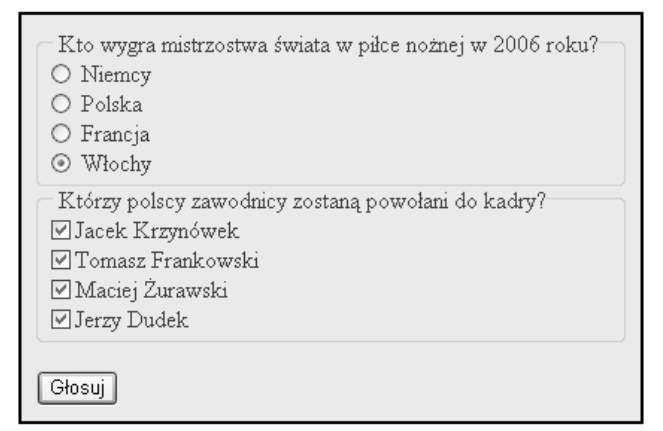 Kto wygra mistrzostwa świata w piłce nożnej w 2006 roku?
Niemcy
Polska
Francja
Włochy
Którzy polscy zawodnicy zostaną powołani do kadry?
Jacek Krzynówek
Tomasz Frankowski
Maciej Żurawski
Jerzy Dudek
Głosuj